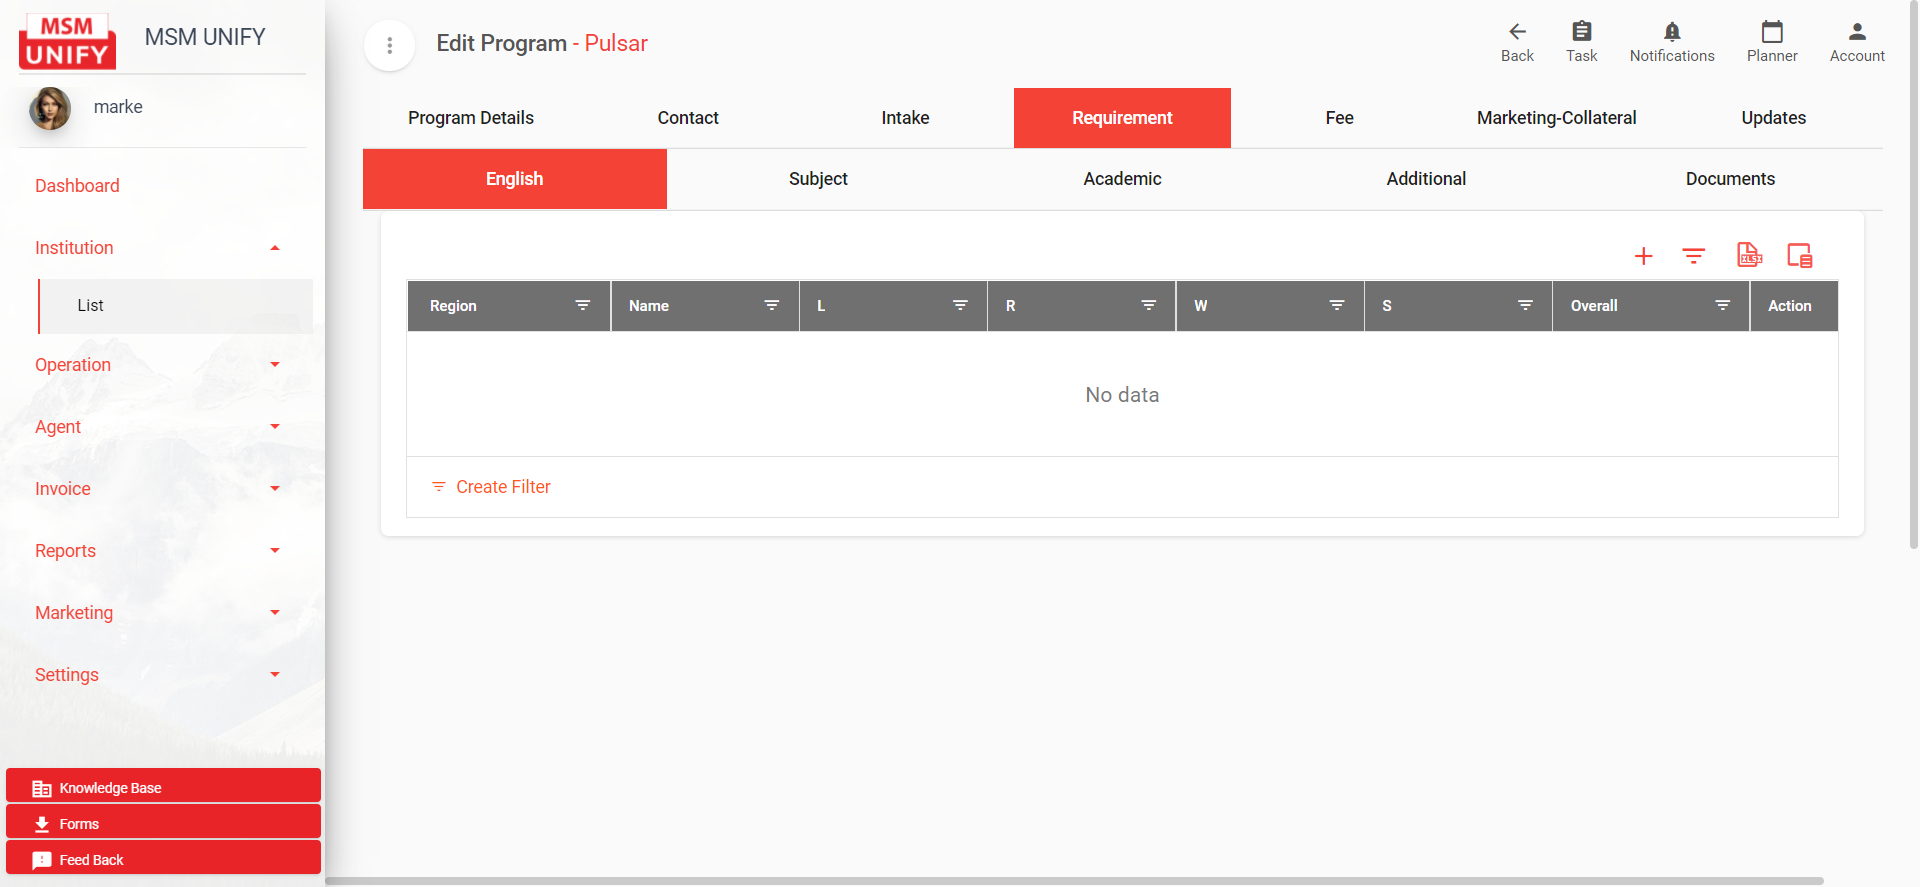 MSM
UNIFY
MSM UNIFY
marke
Dashboard
Institution
List
Operation
Agent
Invoice
Reports
Marketing
Settings
Knowledge Base
Forms
Feed Back
Edit Program - Pulsar
Back
Task
Notifications
Planner
Account
Program Details
Contact
Intake
Requirement
Fee
Marketing-Collateral
Updates
English
Subject
Academic
Additional
Documents
XLSX
Region
Name
L
R
W
S
Overall
Action
No data
Create Filter